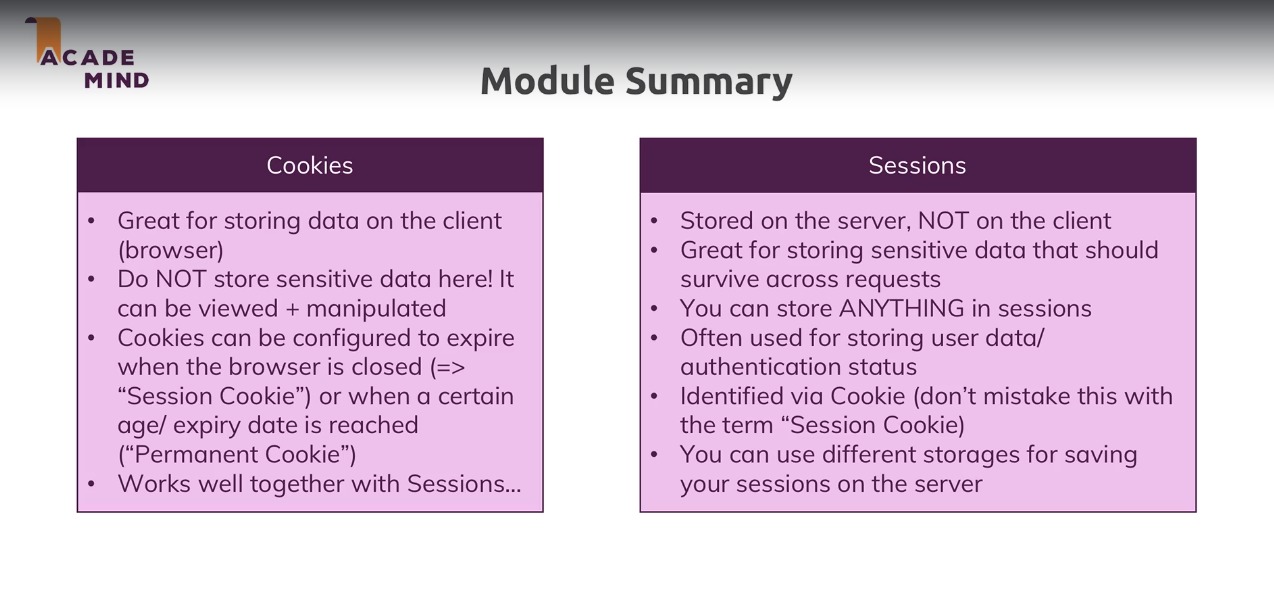 ACADE
MIND
Module Summary
Cookies
• Great for storing data on the client
(browser)
• Do NOT store sensitive data here! It
can be viewed + manipulated
• Cookies can be configured to expire
when the browser is closed (=>
“Session Cookie”) or when a certain
age/ expiry date is reached
(“Permanent Cookie”)
• Works well together with Sessions…
Sessions
• Stored on the server, NOT on the client
• Great for storing sensitive data that should
survive across requests
• You can store ANYTHING in sessions
• Often used for storing user data/
authentication status
• Identified via Cookie (don’t mistake this with
the term “Session Cookie)
• You can use different storages for saving
your sessions on the server